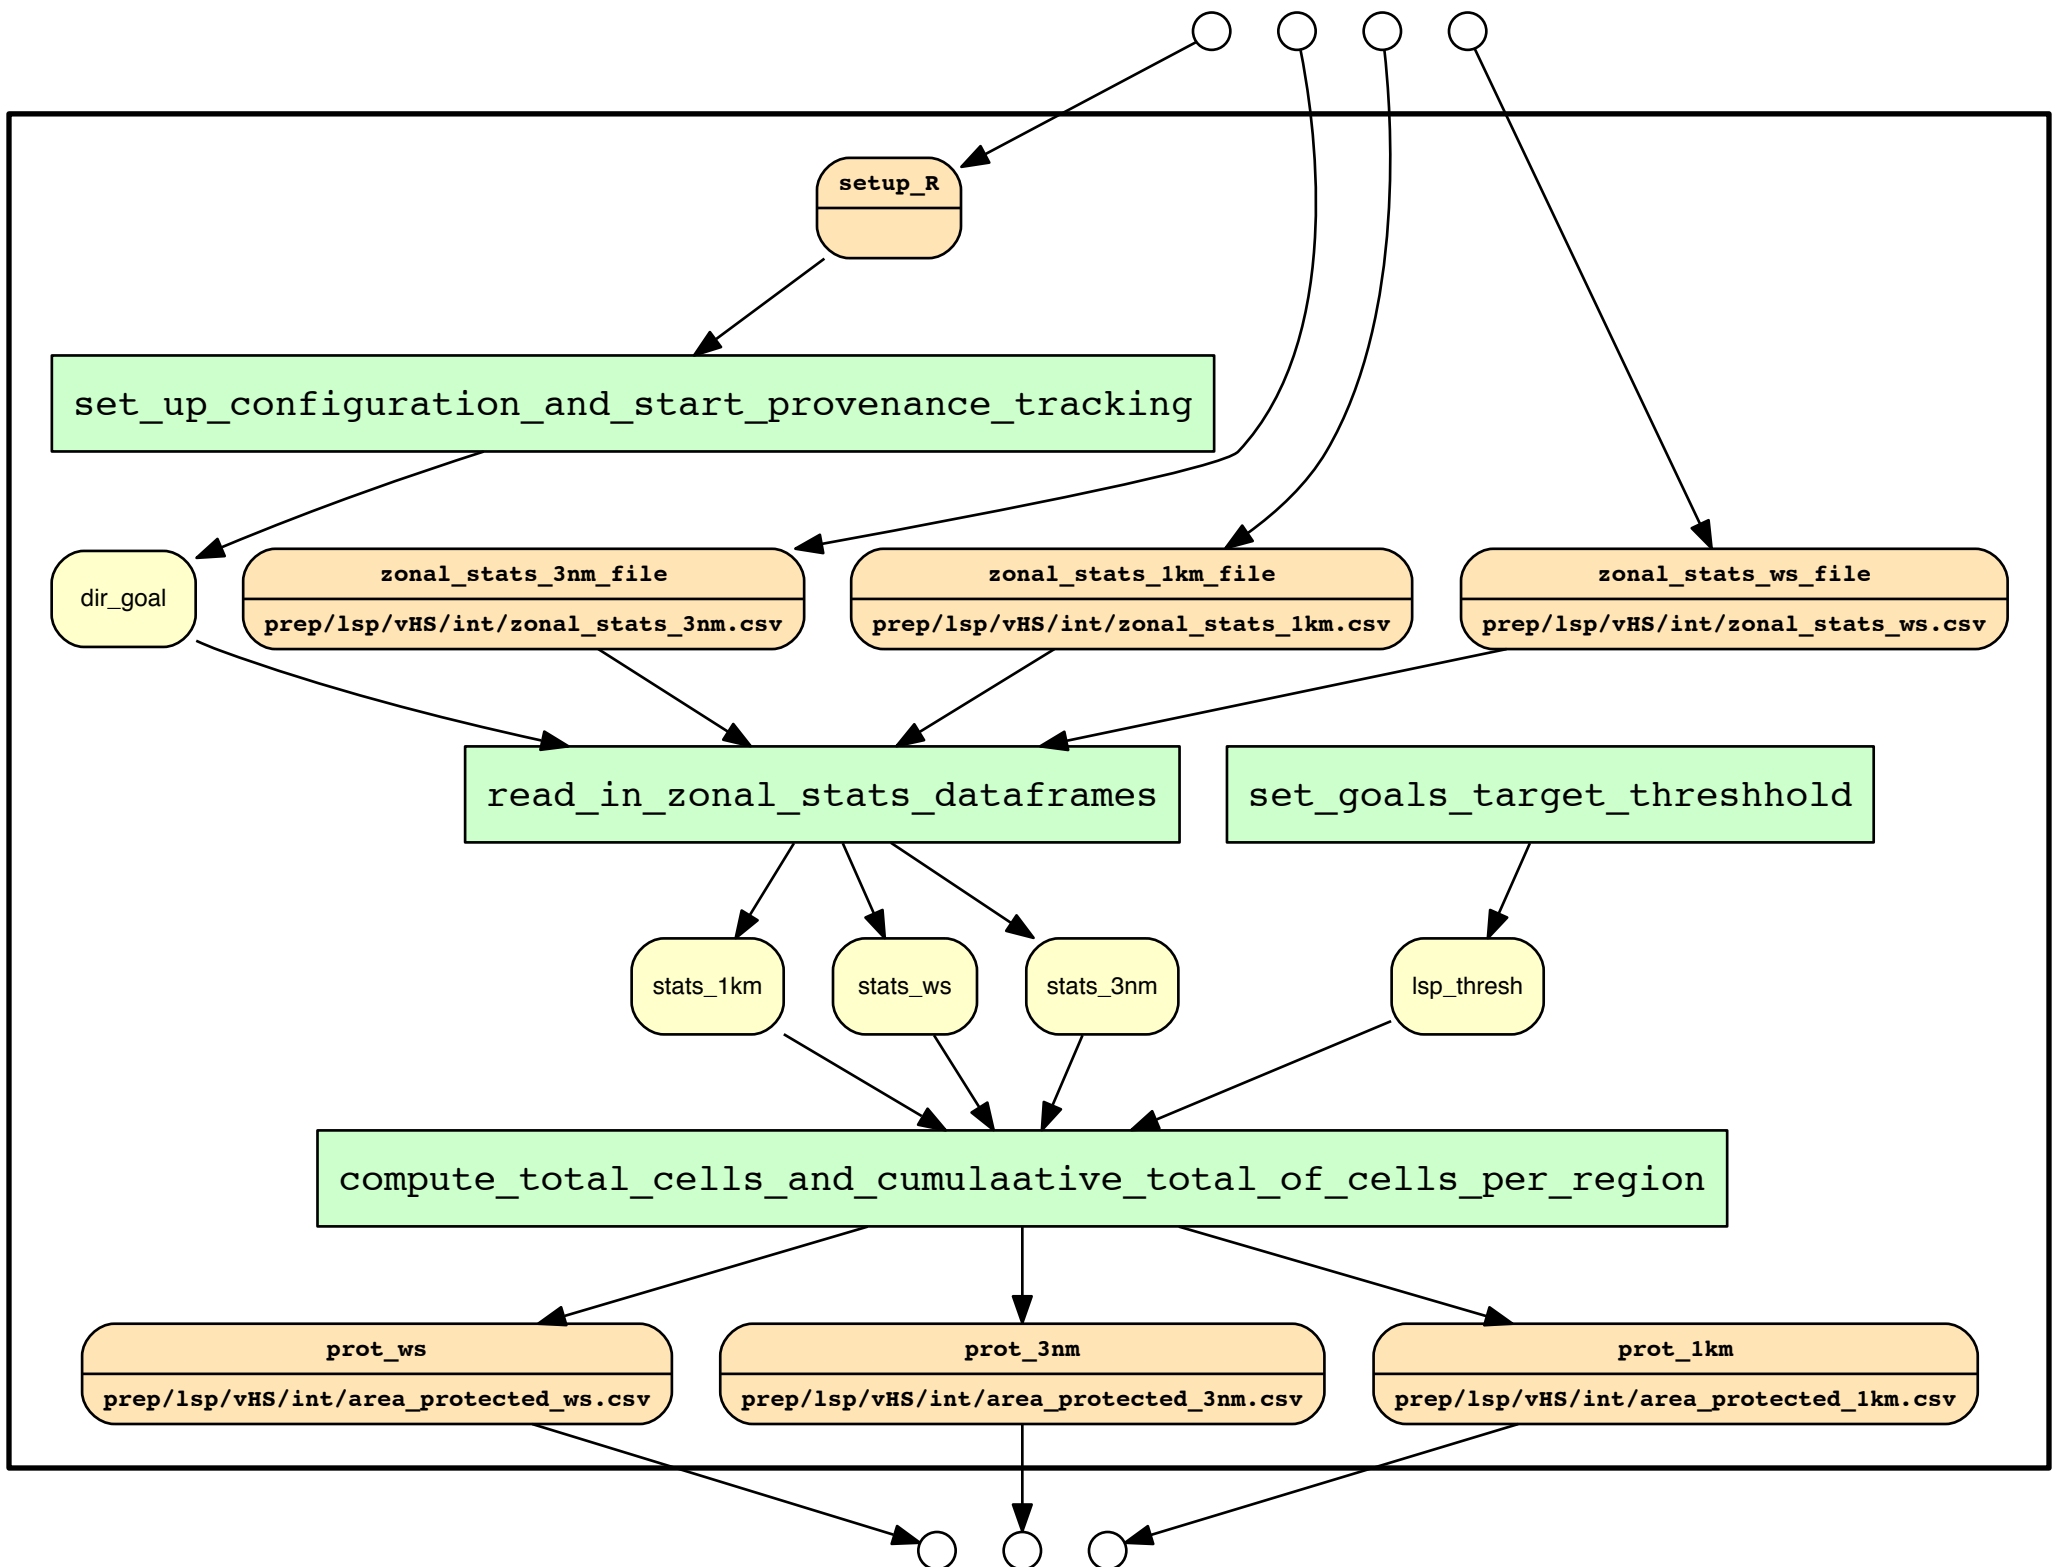 setup_R
set_up_configuration_and_start_provenance_tracking
dir_goal
zonal_stats_3nm_file
prep/lsp/vHS/int/zonal_stats_3nm.csv
zonal_stats_1km_file
prep/lsp/vHS/int/zonal_stats_1km.csv
zonal_stats_ws_file
prep/lsp/vHS/int/zonal_stats_ws.csv
read_in_zonal_stats_dataframes
set_goals_target_threshhold
stats_1km
stats_ws
stats_3nm
lsp_thresh
compute_total_cells_and_cumulaative_total_of_cells_per_region
prot_ws
prep/lsp/vHS/int/area_protected_ws.csv
prot_3nm
prep/lsp/vHS/int/area_protected_3nm.csv
prot_1km
prep/lsp/vHS/int/area_protected_1km.csv